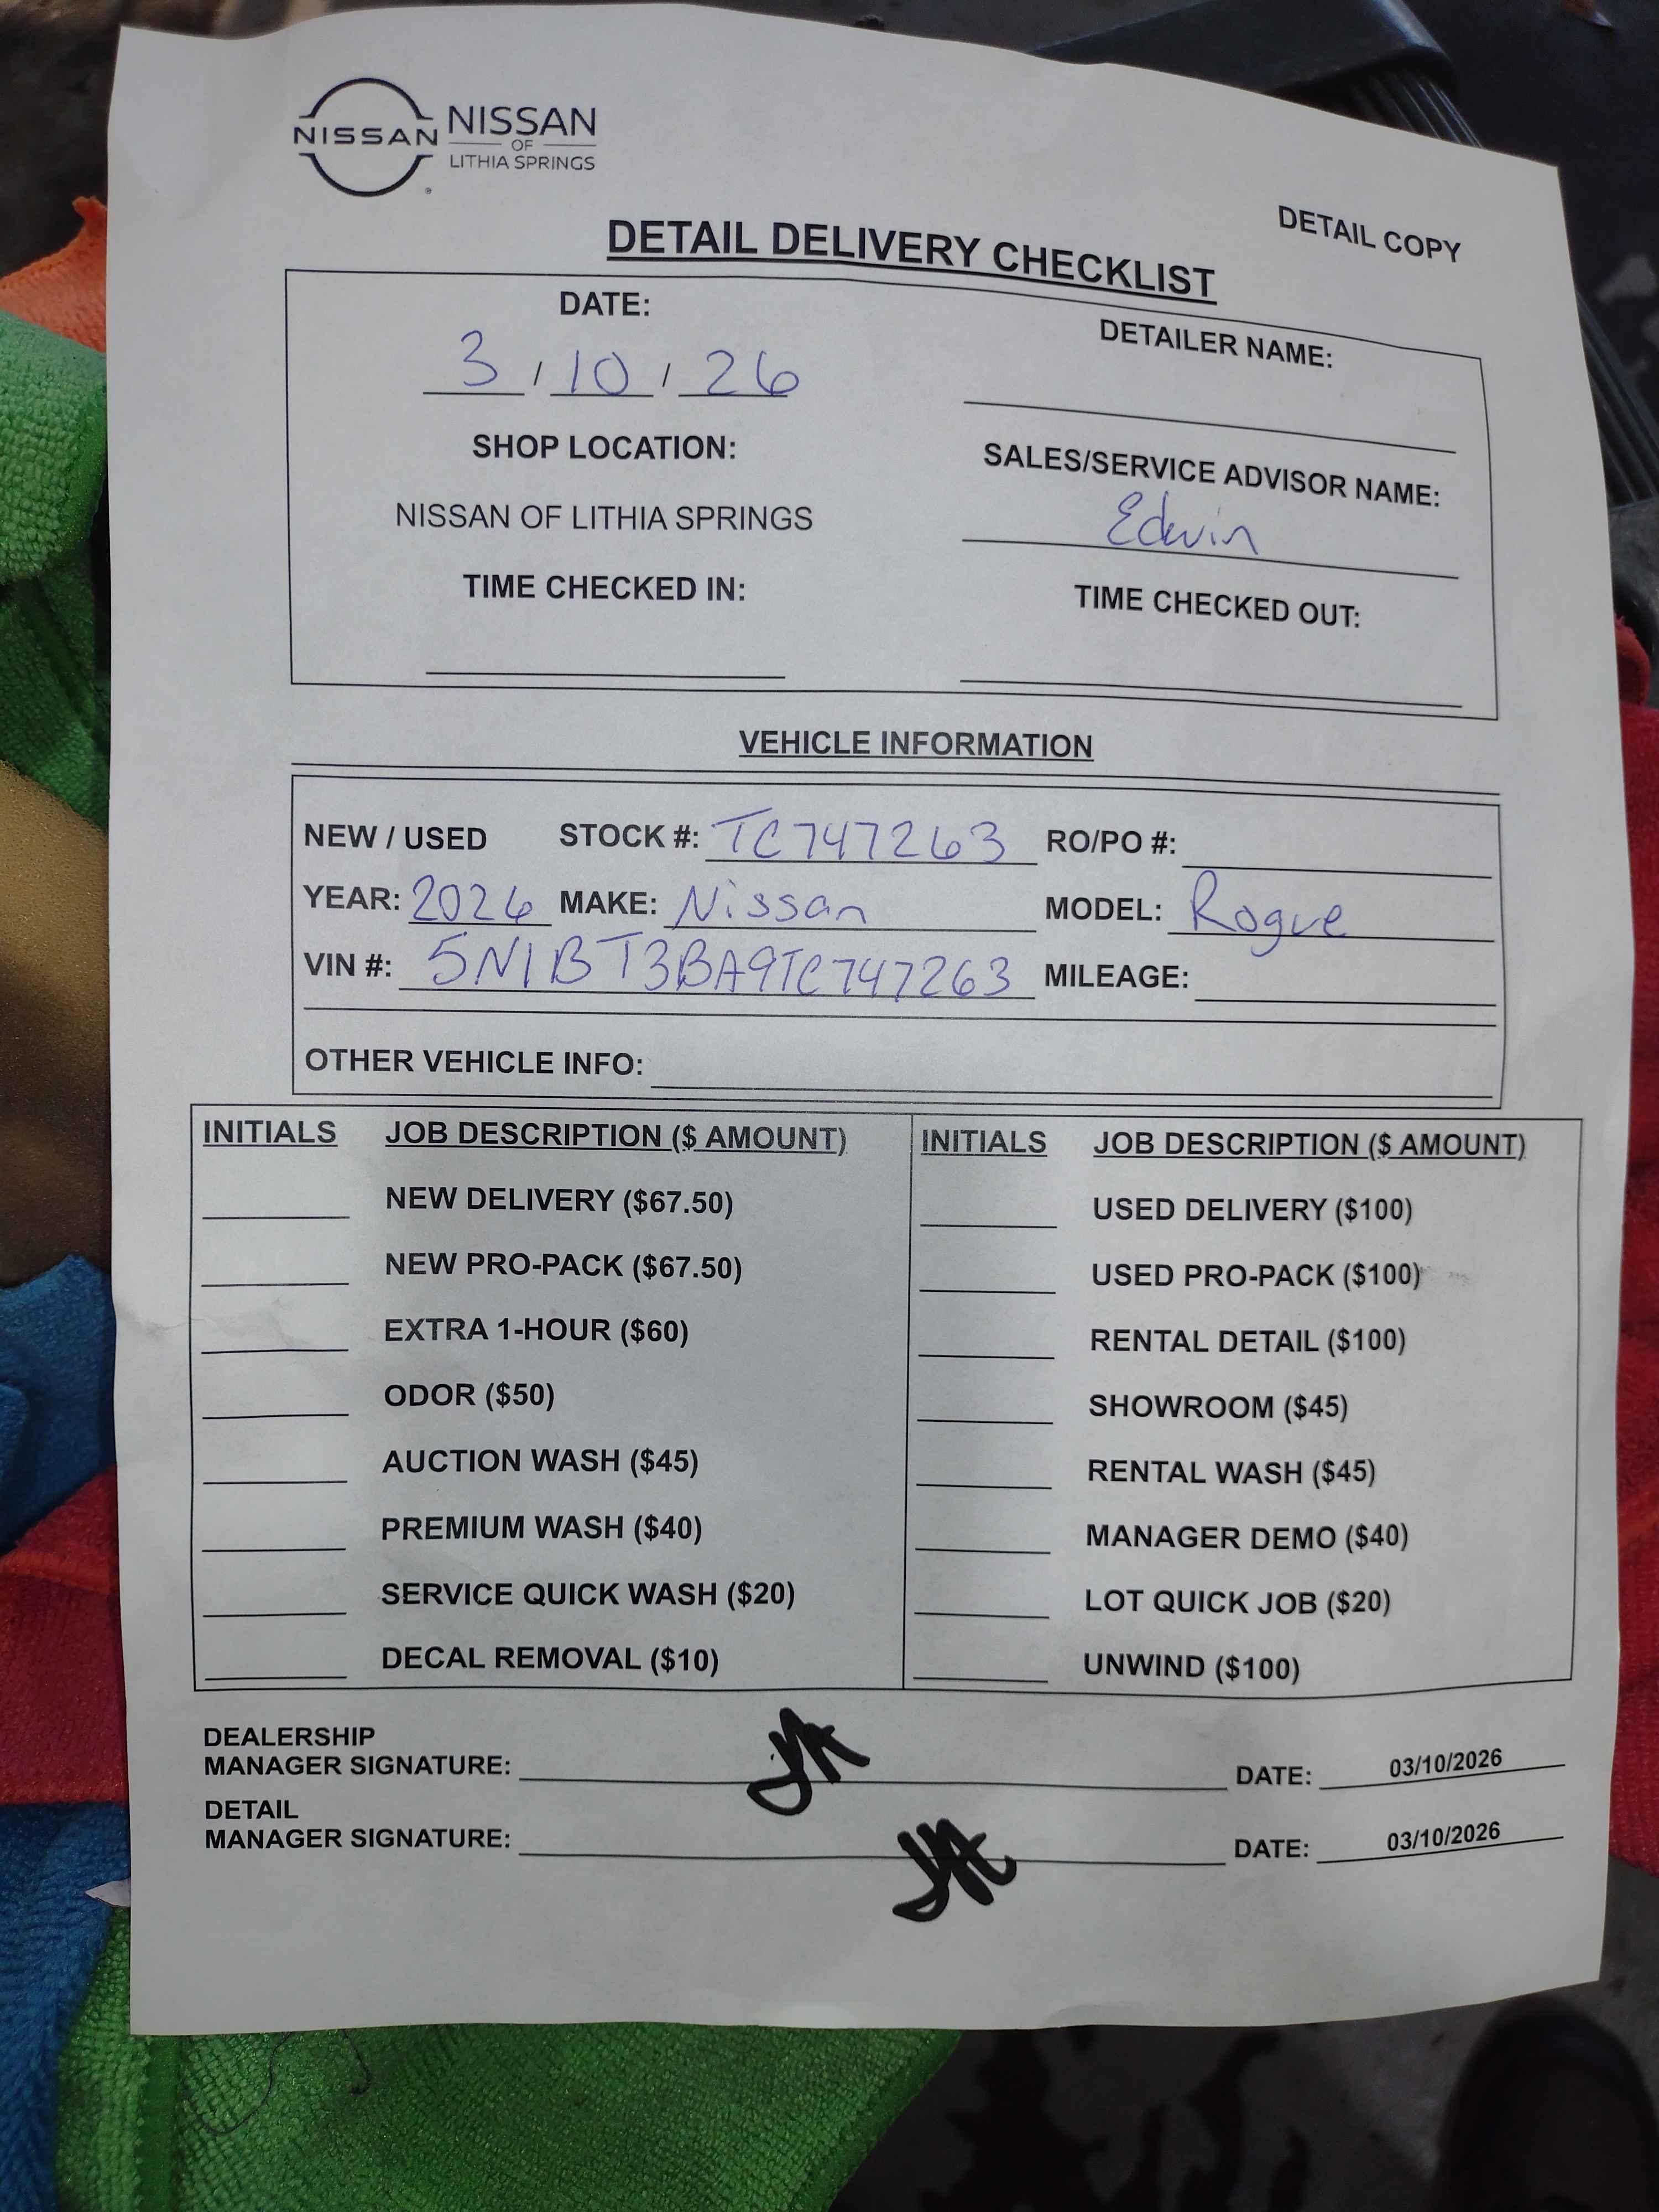 NISSAN
NISSAN
OF
LITHIA SPRINGS
DETAIL COPY
DETAIL DELIVERY CHECKLIST
DATE:
3 / 10 / 26
DETAILER NAME:
SHOP LOCATION:
NISSAN OF LITHIA SPRINGS
SALES/SERVICE ADVISOR NAME:
Edwin
TIME CHECKED IN:
TIME CHECKED OUT:
VEHICLE INFORMATION
NEW / USED STOCK #: TC747263 RO/PO #:
YEAR: 2026 MAKE: Nissan MODEL: Rogue
VIN #: 5N1BT3BA9TC747263 MILEAGE:
OTHER VEHICLE INFO:
INITIALS JOB DESCRIPTION ($ AMOUNT) INITIALS JOB DESCRIPTION ($ AMOUNT)
NEW DELIVERY ($67.50) USED DELIVERY ($100)
NEW PRO-PACK ($67.50) USED PRO-PACK ($100)
EXTRA 1-HOUR ($60) RENTAL DETAIL ($100)
ODOR ($50) SHOWROOM ($45)
AUCTION WASH ($45) RENTAL WASH ($45)
PREMIUM WASH ($40) MANAGER DEMO ($40)
SERVICE QUICK WASH ($20) LOT QUICK JOB ($20)
DECAL REMOVAL ($10) UNWIND ($100)
DEALERSHIP
MANAGER SIGNATURE: DATE: 03/10/2026
DETAIL
MANAGER SIGNATURE: DATE: 03/10/2026